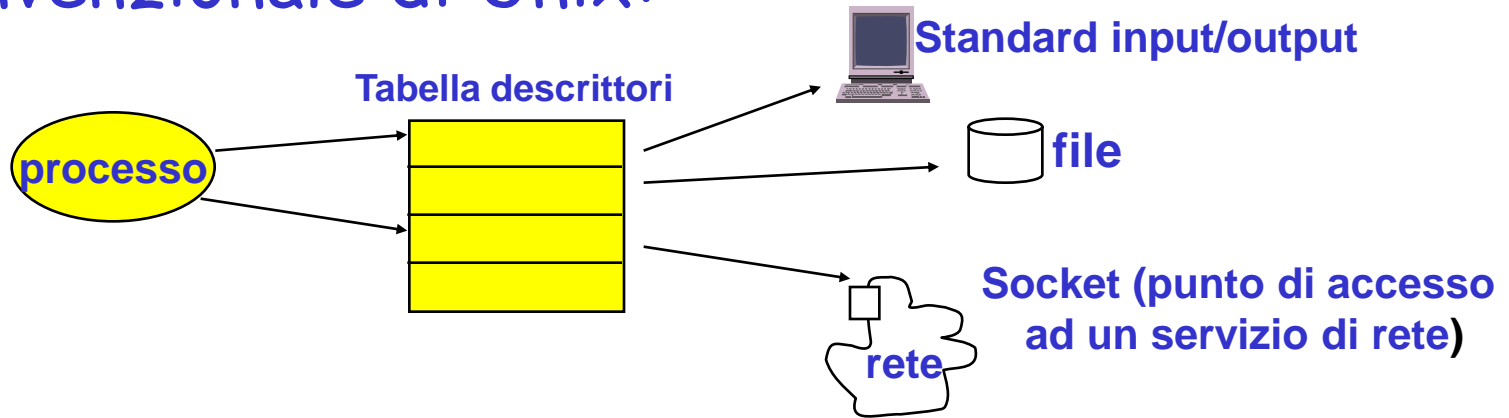 Standard input/output
Tabella descrittori
processo
file
Socket (punto di accesso
ad un servizio di rete)
rete